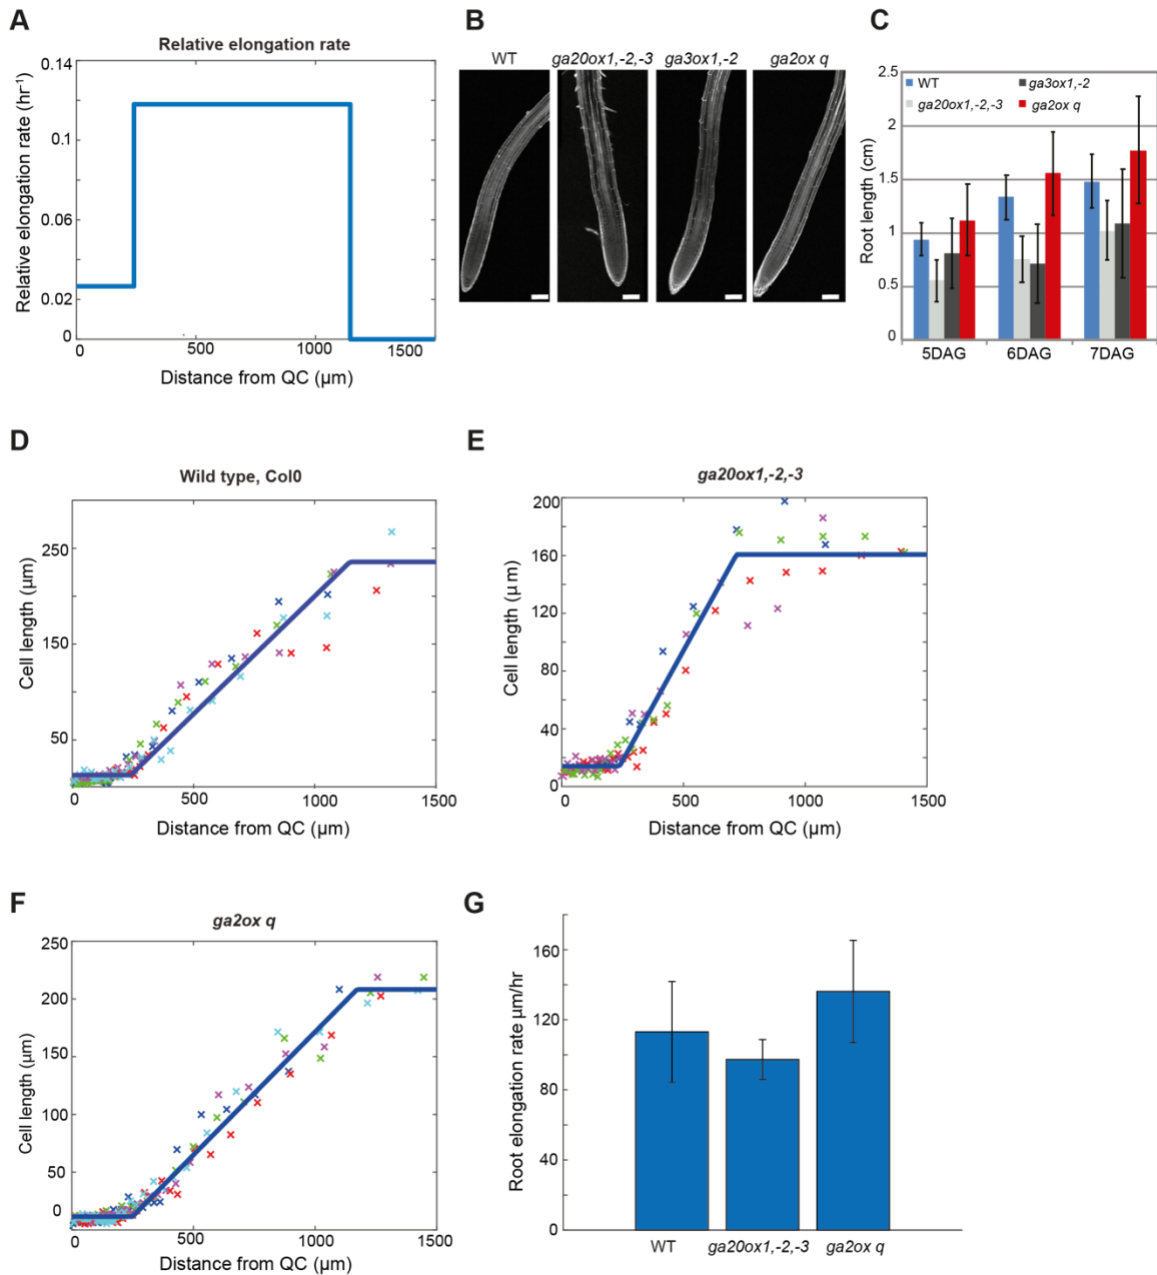 A
Relative elongation rate
Relative elongation rate (hr⁻¹)
0.14
0.1
0.06
0.02
0
0 500 1000 1500
Distance from QC (µm)
B
WT ga20ox1,-2,-3 ga3ox1,-2 ga2ox q
C
Root length (cm)
2.5
2
1.5
1
0.5
0
WT ga3ox1,-2
ga20ox1,-2,-3 ga2ox q
5DAG 6DAG 7DAG
D
Wild type, Col0
Cell length (µm)
250
150
50
0 500 1000 1500
Distance from QC (µm)
E
ga20ox1,-2,-3
Cell length (µm)
200
160
120
80
40
0
0 500 1000 1500
Distance from QC (µm)
F
ga2ox q
Cell length (µm)
250
200
150
100
50
0
0 500 1000 1500
Distance from QC (µm)
G
Root elongation rate µm/hr
160
120
80
40
0
WT ga20ox1,-2,-3 ga2ox q